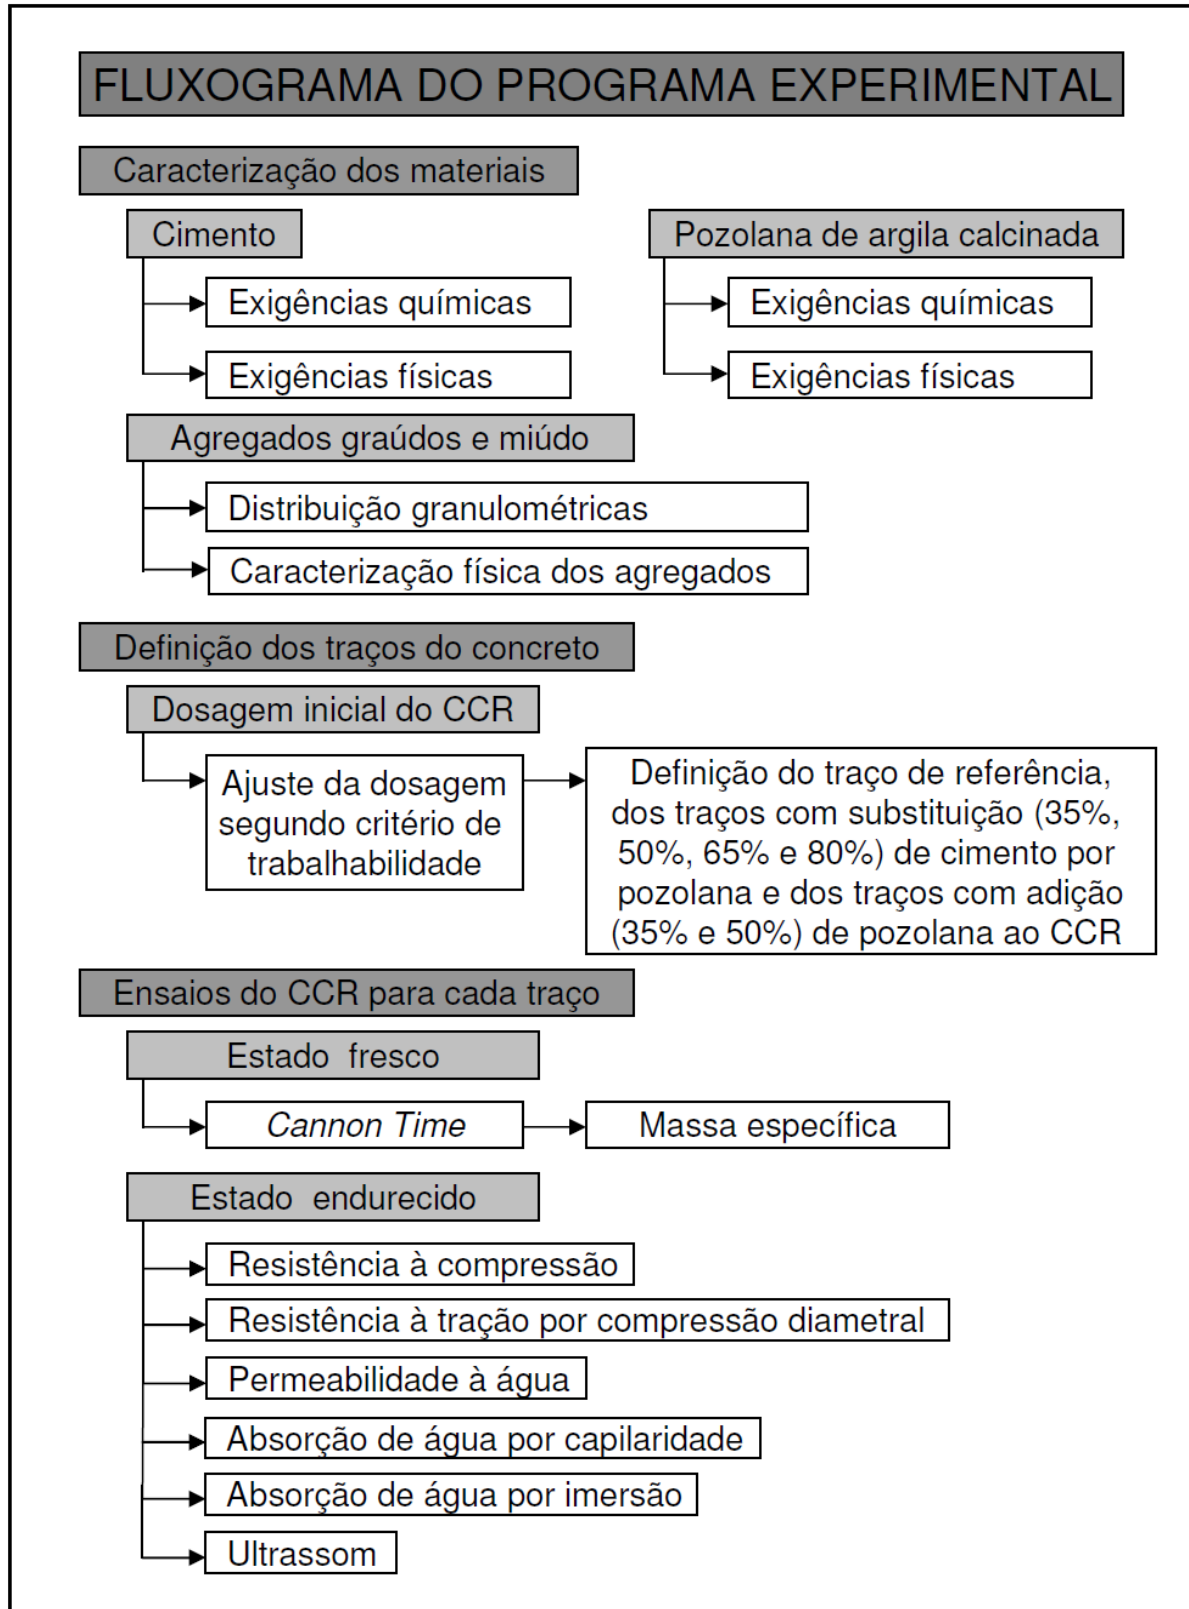 FLUXOGRAMA DO PROGRAMA EXPERIMENTAL
Caracterização dos materiais
Cimento
Exigências químicas
Exigências físicas
Pozolana de argila calcinada
Exigências químicas
Exigências físicas
Agregados graúdos e miúdo
Distribuição granulométricas
Caracterização física dos agregados
Definição dos traços do concreto
Dosagem inicial do CCR
Ajuste da dosagem
segundo critério de
trabalhabilidade
Definição do traço de referência,
dos traços com substituição (35%,
50%, 65% e 80%) de cimento por
pozolana e dos traços com adição
(35% e 50%) de pozolana ao CCR
Ensaios do CCR para cada traço
Estado fresco
Cannon Time
Massa específica
Estado endurecido
Resistência à compressão
Resistência à tração por compressão diametral
Permeabilidade à água
Absorção de água por capilaridade
Absorção de água por imersão
Ultrassom